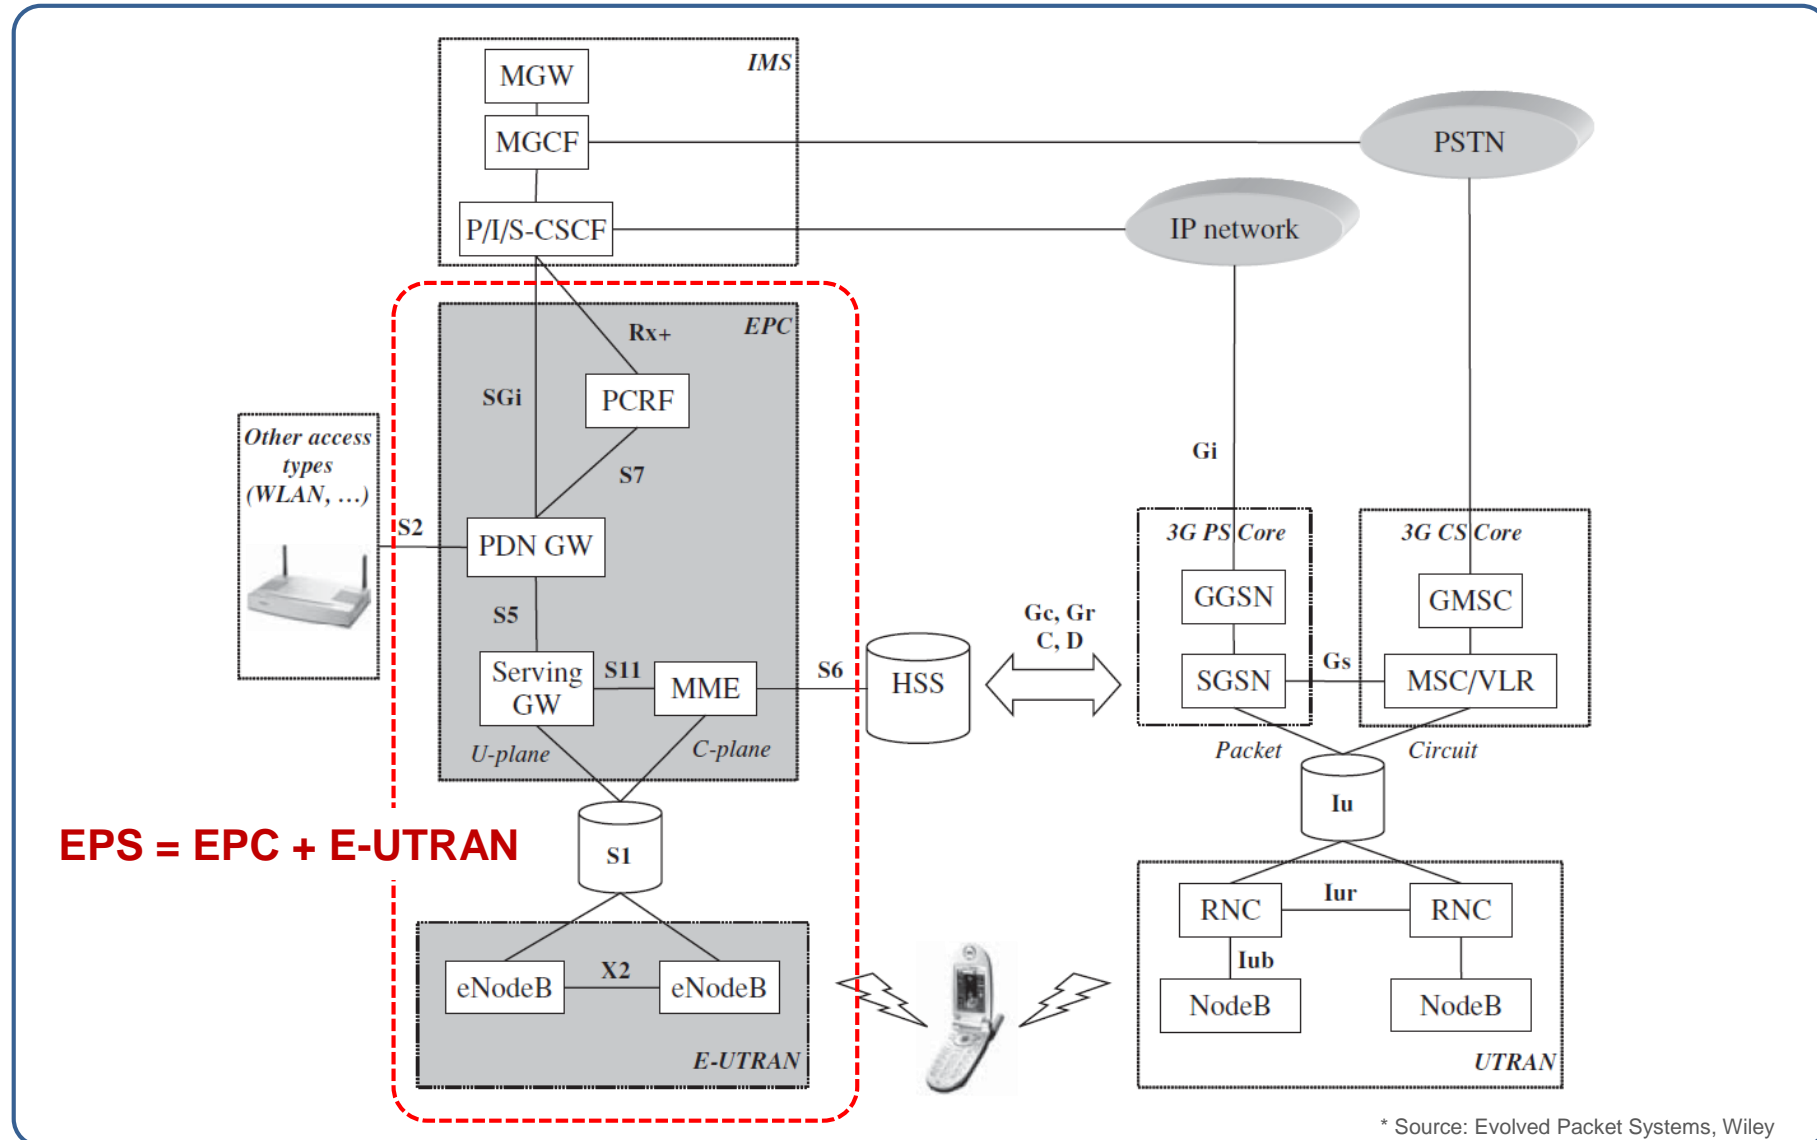 IMS
MGW
MGCF
PSTN
P/I/S-CSCF
IP network
EPC
Rx+
SGi
PCRF
Other access
types
(WLAN, …)
S7
Gi
S2
PDN GW
3G PS Core
3G CS Core
S5
GGSN
GMSC
Gc, Gr
C, D
Serving
GW
S11
MME
S6
HSS
SGSN
Gs
MSC/VLR
U-plane
C-plane
Packet
Circuit
Iu
EPS = EPC + E-UTRAN
S1
RNC
Iur
RNC
Iub
eNodeB
X2
eNodeB
NodeB
NodeB
E-UTRAN
UTRAN
* Source: Evolved Packet Systems, Wiley